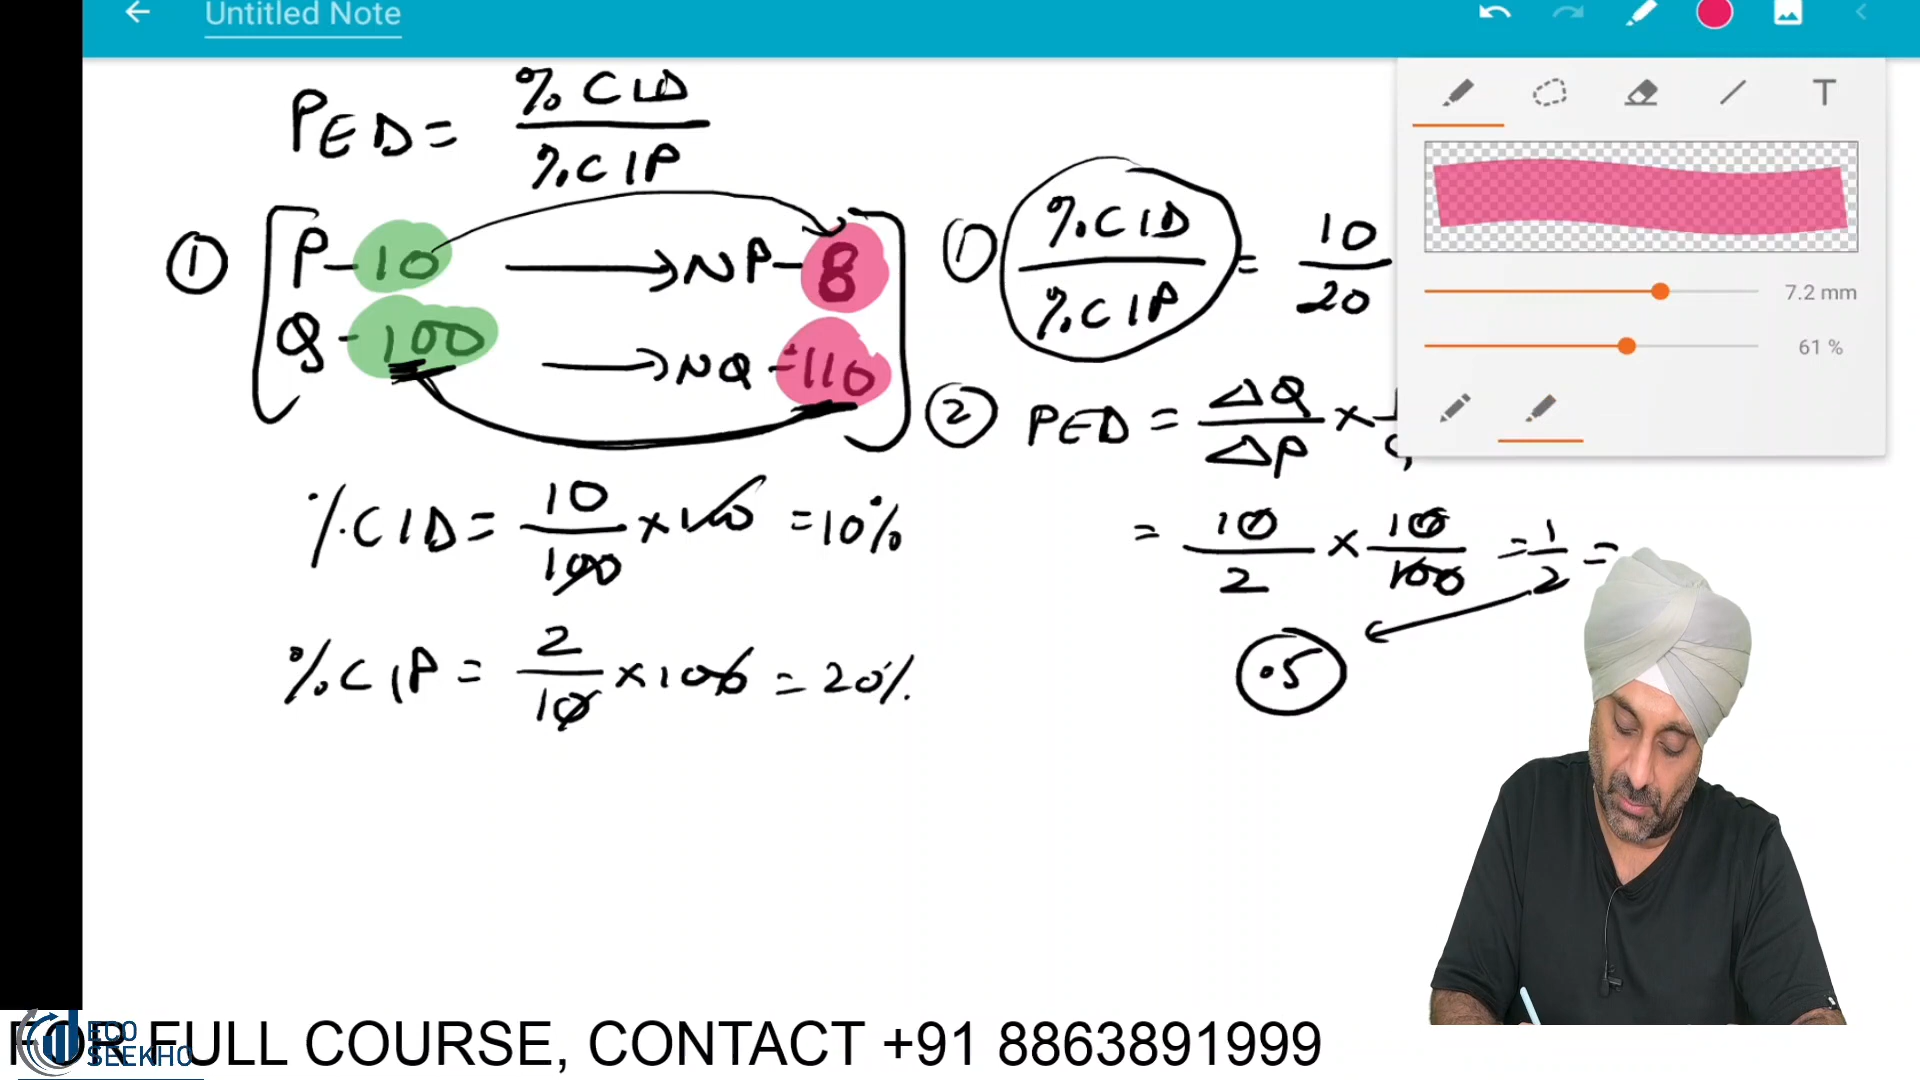 Untitled Note
PED = %CID / %CIP
① P-10 → NP-8
Q-100 → NQ-110
%CID = 10/100 × 100 = 10%
%CIP = 2/10 × 100 = 20%
① %CID / %CIP = 10/20
② PED = ΔQ/ΔP ×
= 10/2 × 10/100 = 1/2 =
.5
T
7.2 mm
61 %
FOR FULL COURSE, CONTACT +91 8863891999
ECO
SEEKHO